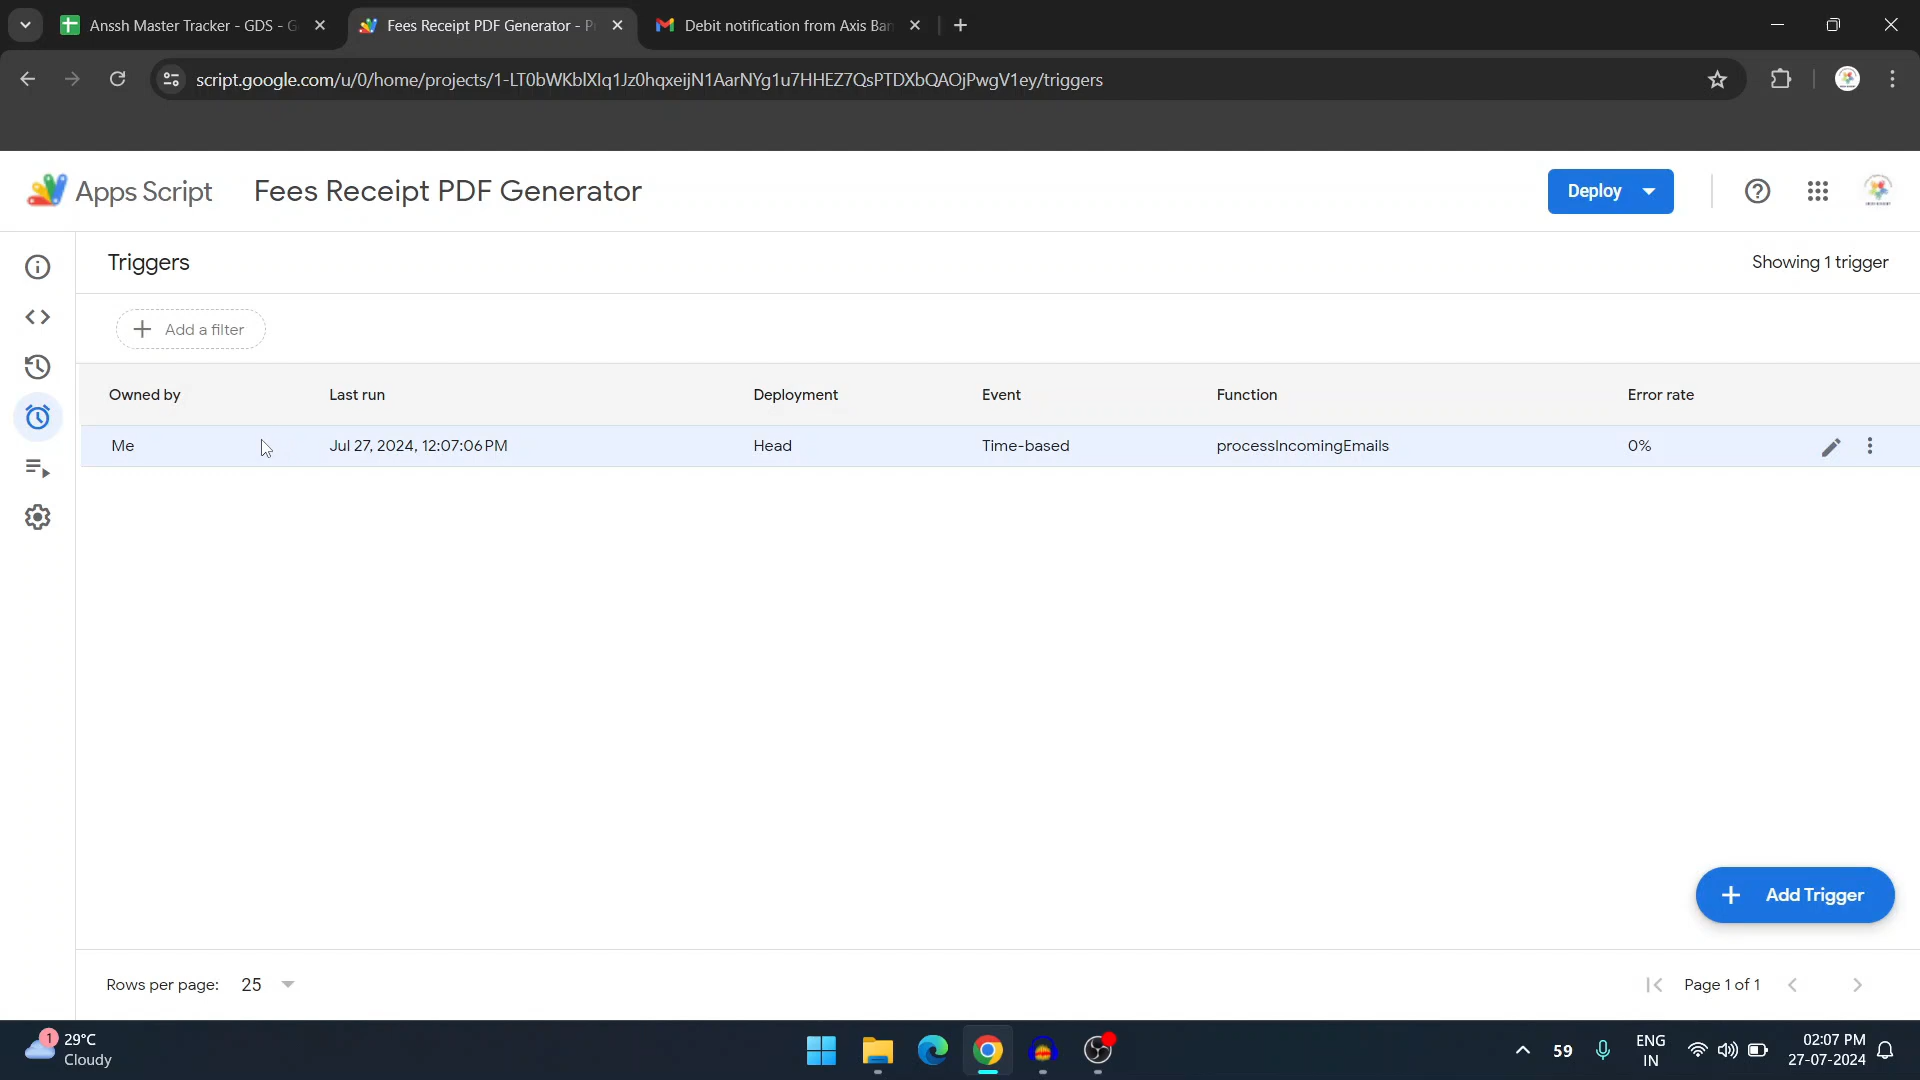 Anssh Master Tracker - GDS - G
Fees Receipt PDF Generator - P
Debit notification from Axis Ban
script.google.com/u/0/home/projects/1-LT0bWKblXIq1Jz0hqxeijN1AarNYg1u7HHEZ7QsPTDXbQAOjPwgV1ey/triggers
Apps Script
Fees Receipt PDF Generator
Deploy
Triggers
Showing 1 trigger
Add a filter
Owned by Last run Deployment Event Function Error rate
Me Jul 27, 2024, 12:07:06 PM Head Time-based processIncomingEmails 0%
Add Trigger
Rows per page: 25
Page 1 of 1
1
29°C
Cloudy
59
ENG
IN
02:07 PM
27-07-2024